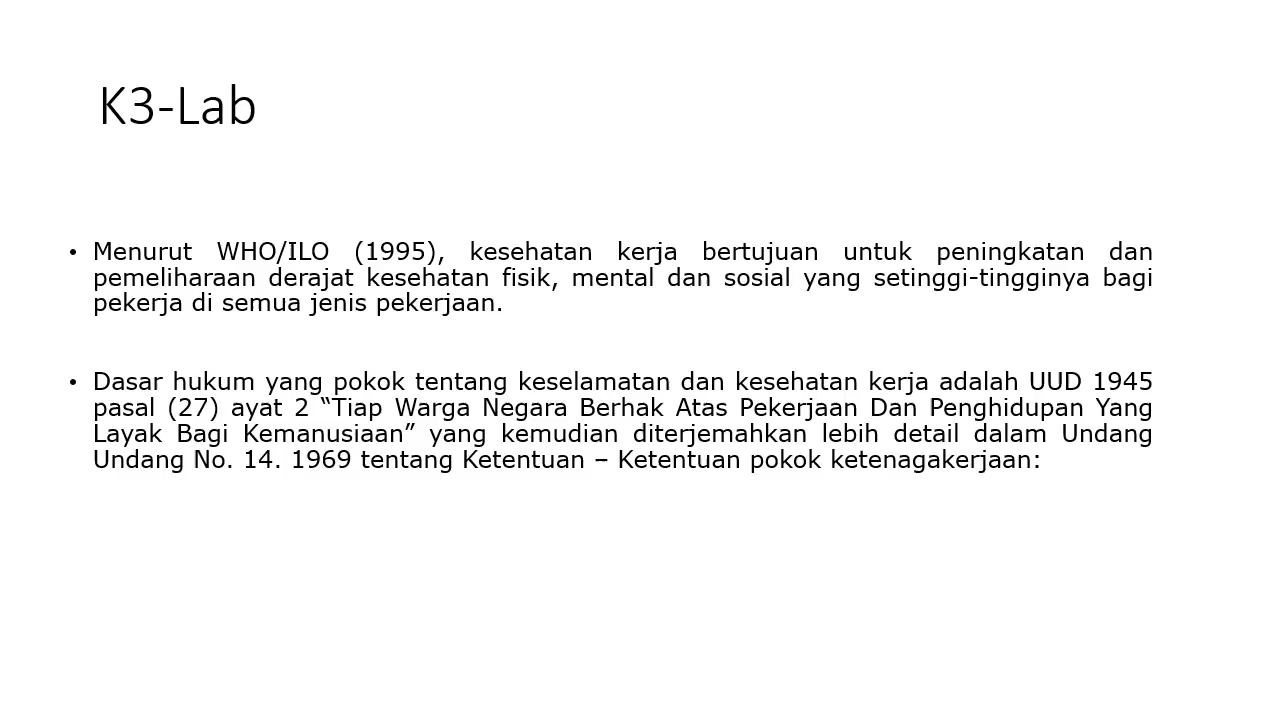 K3-Lab
• Menurut WHO/ILO (1995), kesehatan kerja bertujuan untuk peningkatan dan
pemeliharaan derajat kesehatan fisik, mental dan sosial yang setinggi-tingginya bagi
pekerja di semua jenis pekerjaan.
• Dasar hukum yang pokok tentang keselamatan dan kesehatan kerja adalah UUD 1945
pasal (27) ayat 2 “Tiap Warga Negara Berhak Atas Pekerjaan Dan Penghidupan Yang
Layak Bagi Kemanusiaan” yang kemudian diterjemahkan lebih detail dalam Undang
Undang No. 14. 1969 tentang Ketentuan – Ketentuan pokok ketenagakerjaan: